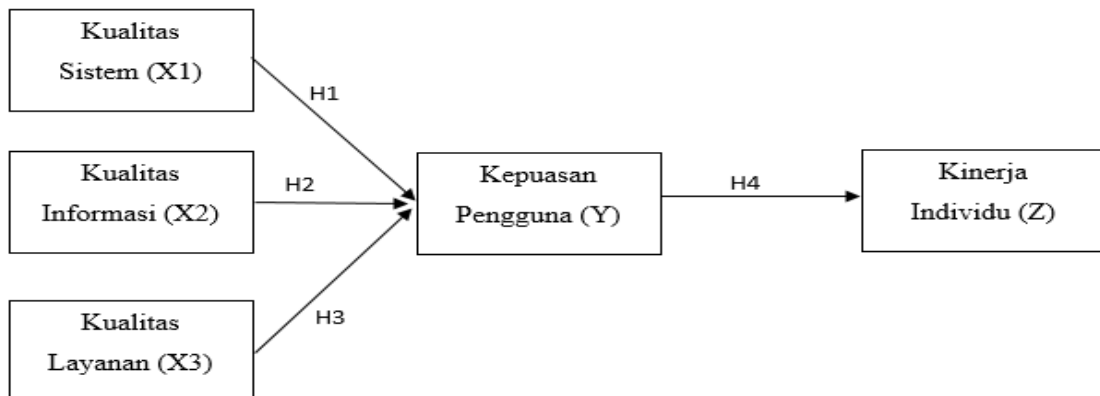 Kualitas
Sistem (X1)
H1
Kualitas
Informasi (X2)
H2
Kualitas
Layanan (X3)
H3
Kepuasan
Pengguna (Y)
H4
Kinerja
Individu (Z)